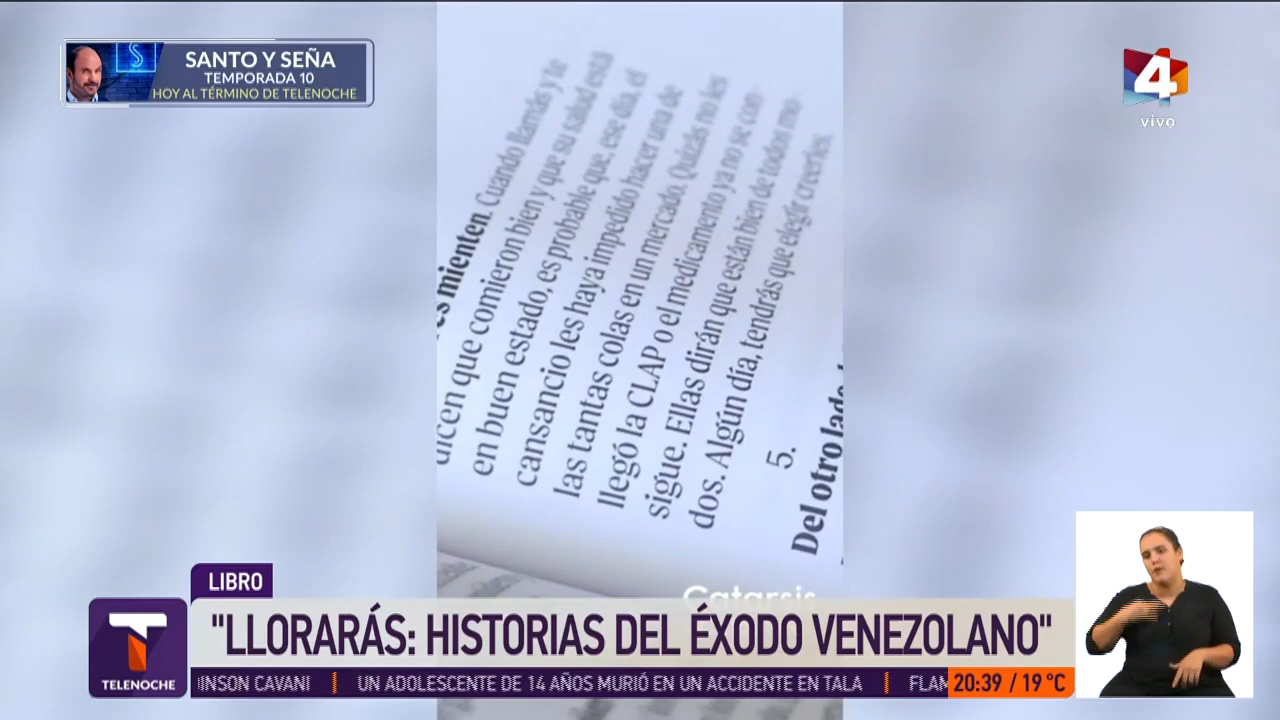 SANTO Y SEÑA
TEMPORADA 10
HOY AL TÉRMINO DE TELENOCHE
4
vivo
mienten. Cuando llamás y te
dicen que comieron bien y que su salud está
en buen estado, es probable que, ese día, el
cansancio les haya impedido hacer una de
las tantas colas en un mercado. Quizás no les
llegó la CLAP o el medicamento ya no se con-
sigue. Ellas dirán que están bien de todos mo-
dos. Algún día, tendrás que elegir creerles.
5.
Del otro lado
Catarsis
LIBRO
"LLORARÁS: HISTORIAS DEL ÉXODO VENEZOLANO"
TELENOCHE
INSON CAVANI | UN ADOLESCENTE DE 14 AÑOS MURIÓ EN UN ACCIDENTE EN TALA | FLAM
20:39 / 19 °C